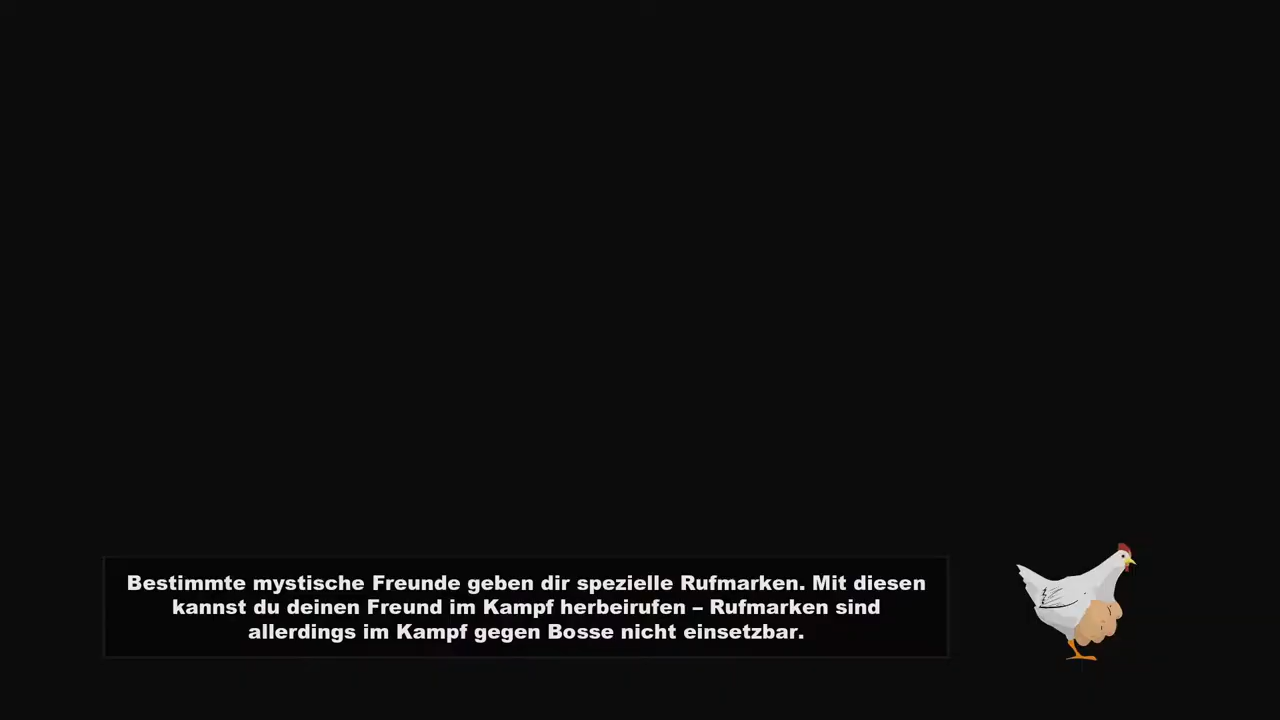 Bestimmte mystische Freunde geben dir spezielle Rufmarken. Mit diesen
kannst du deinen Freund im Kampf herbeirufen – Rufmarken sind
allerdings im Kampf gegen Bosse nicht einsetzbar.